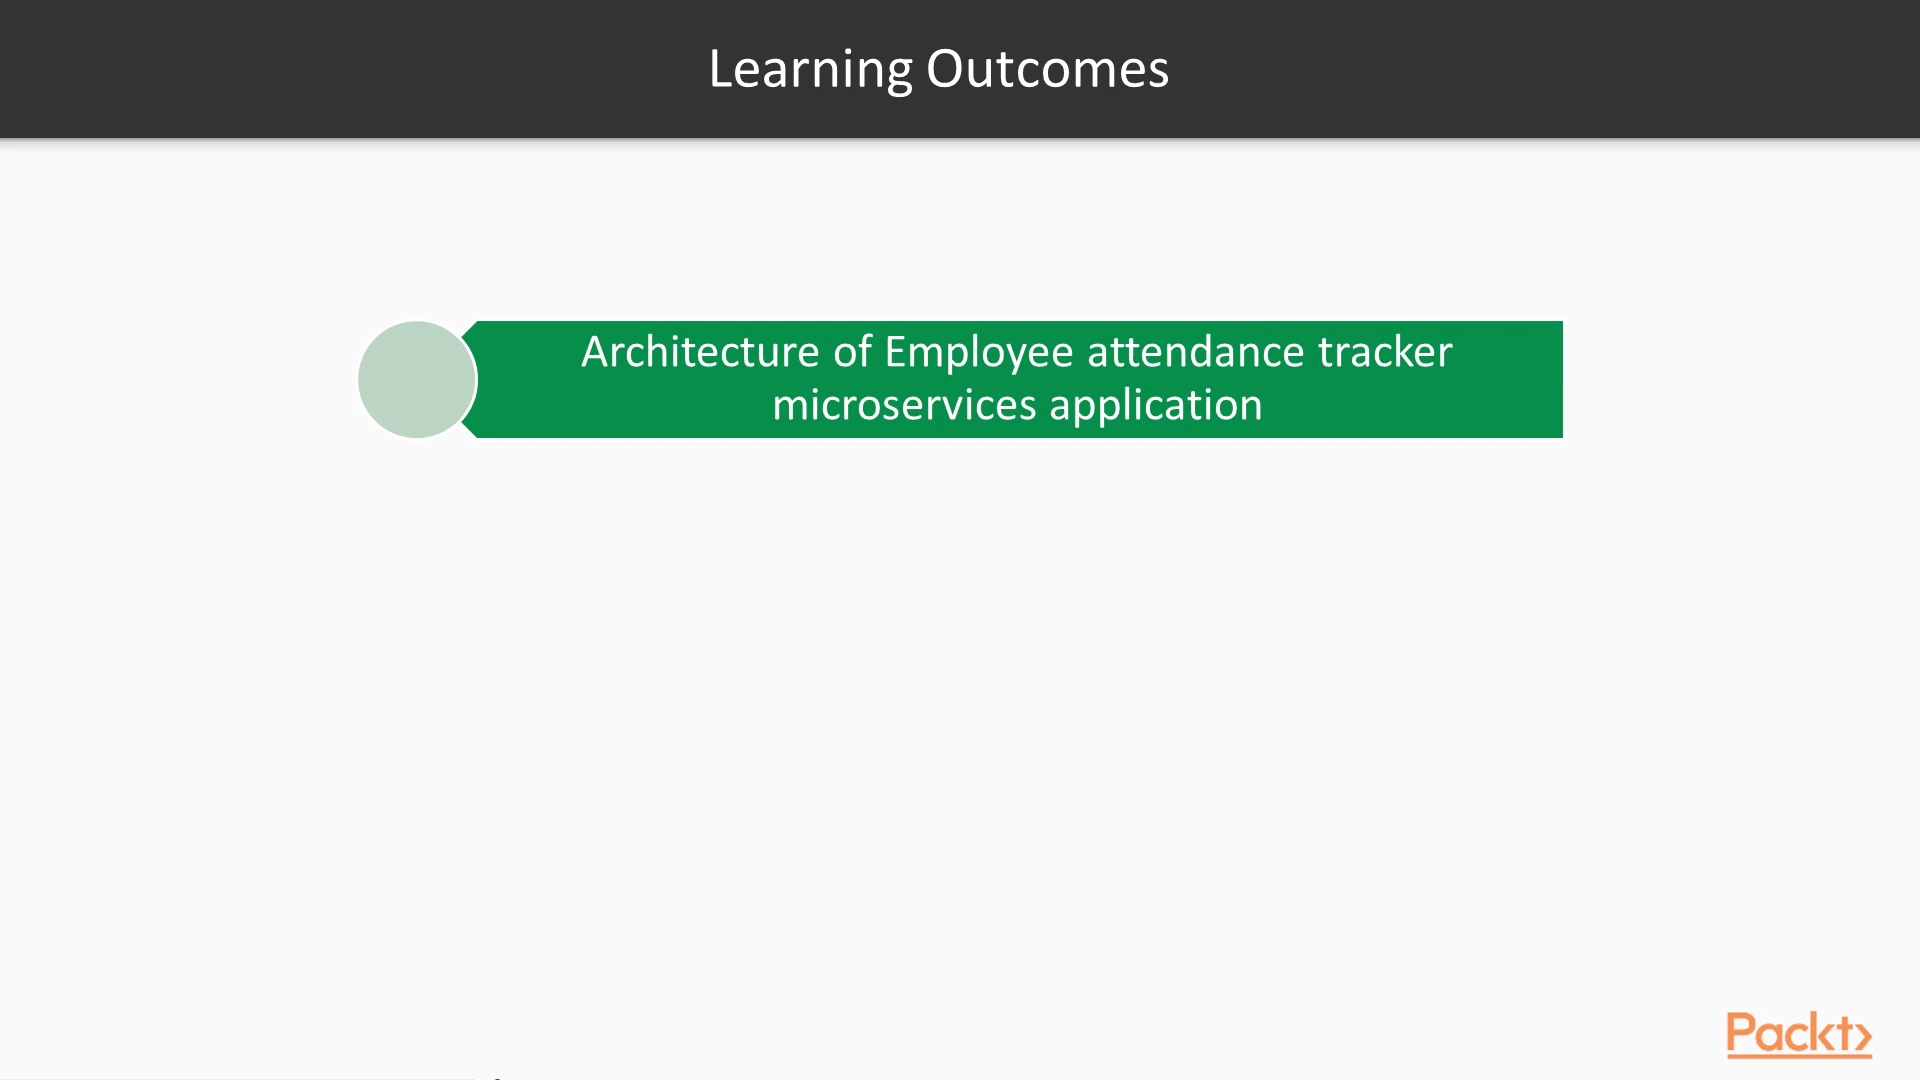 Learning Outcomes
Architecture of Employee attendance tracker
microservices application
Packt